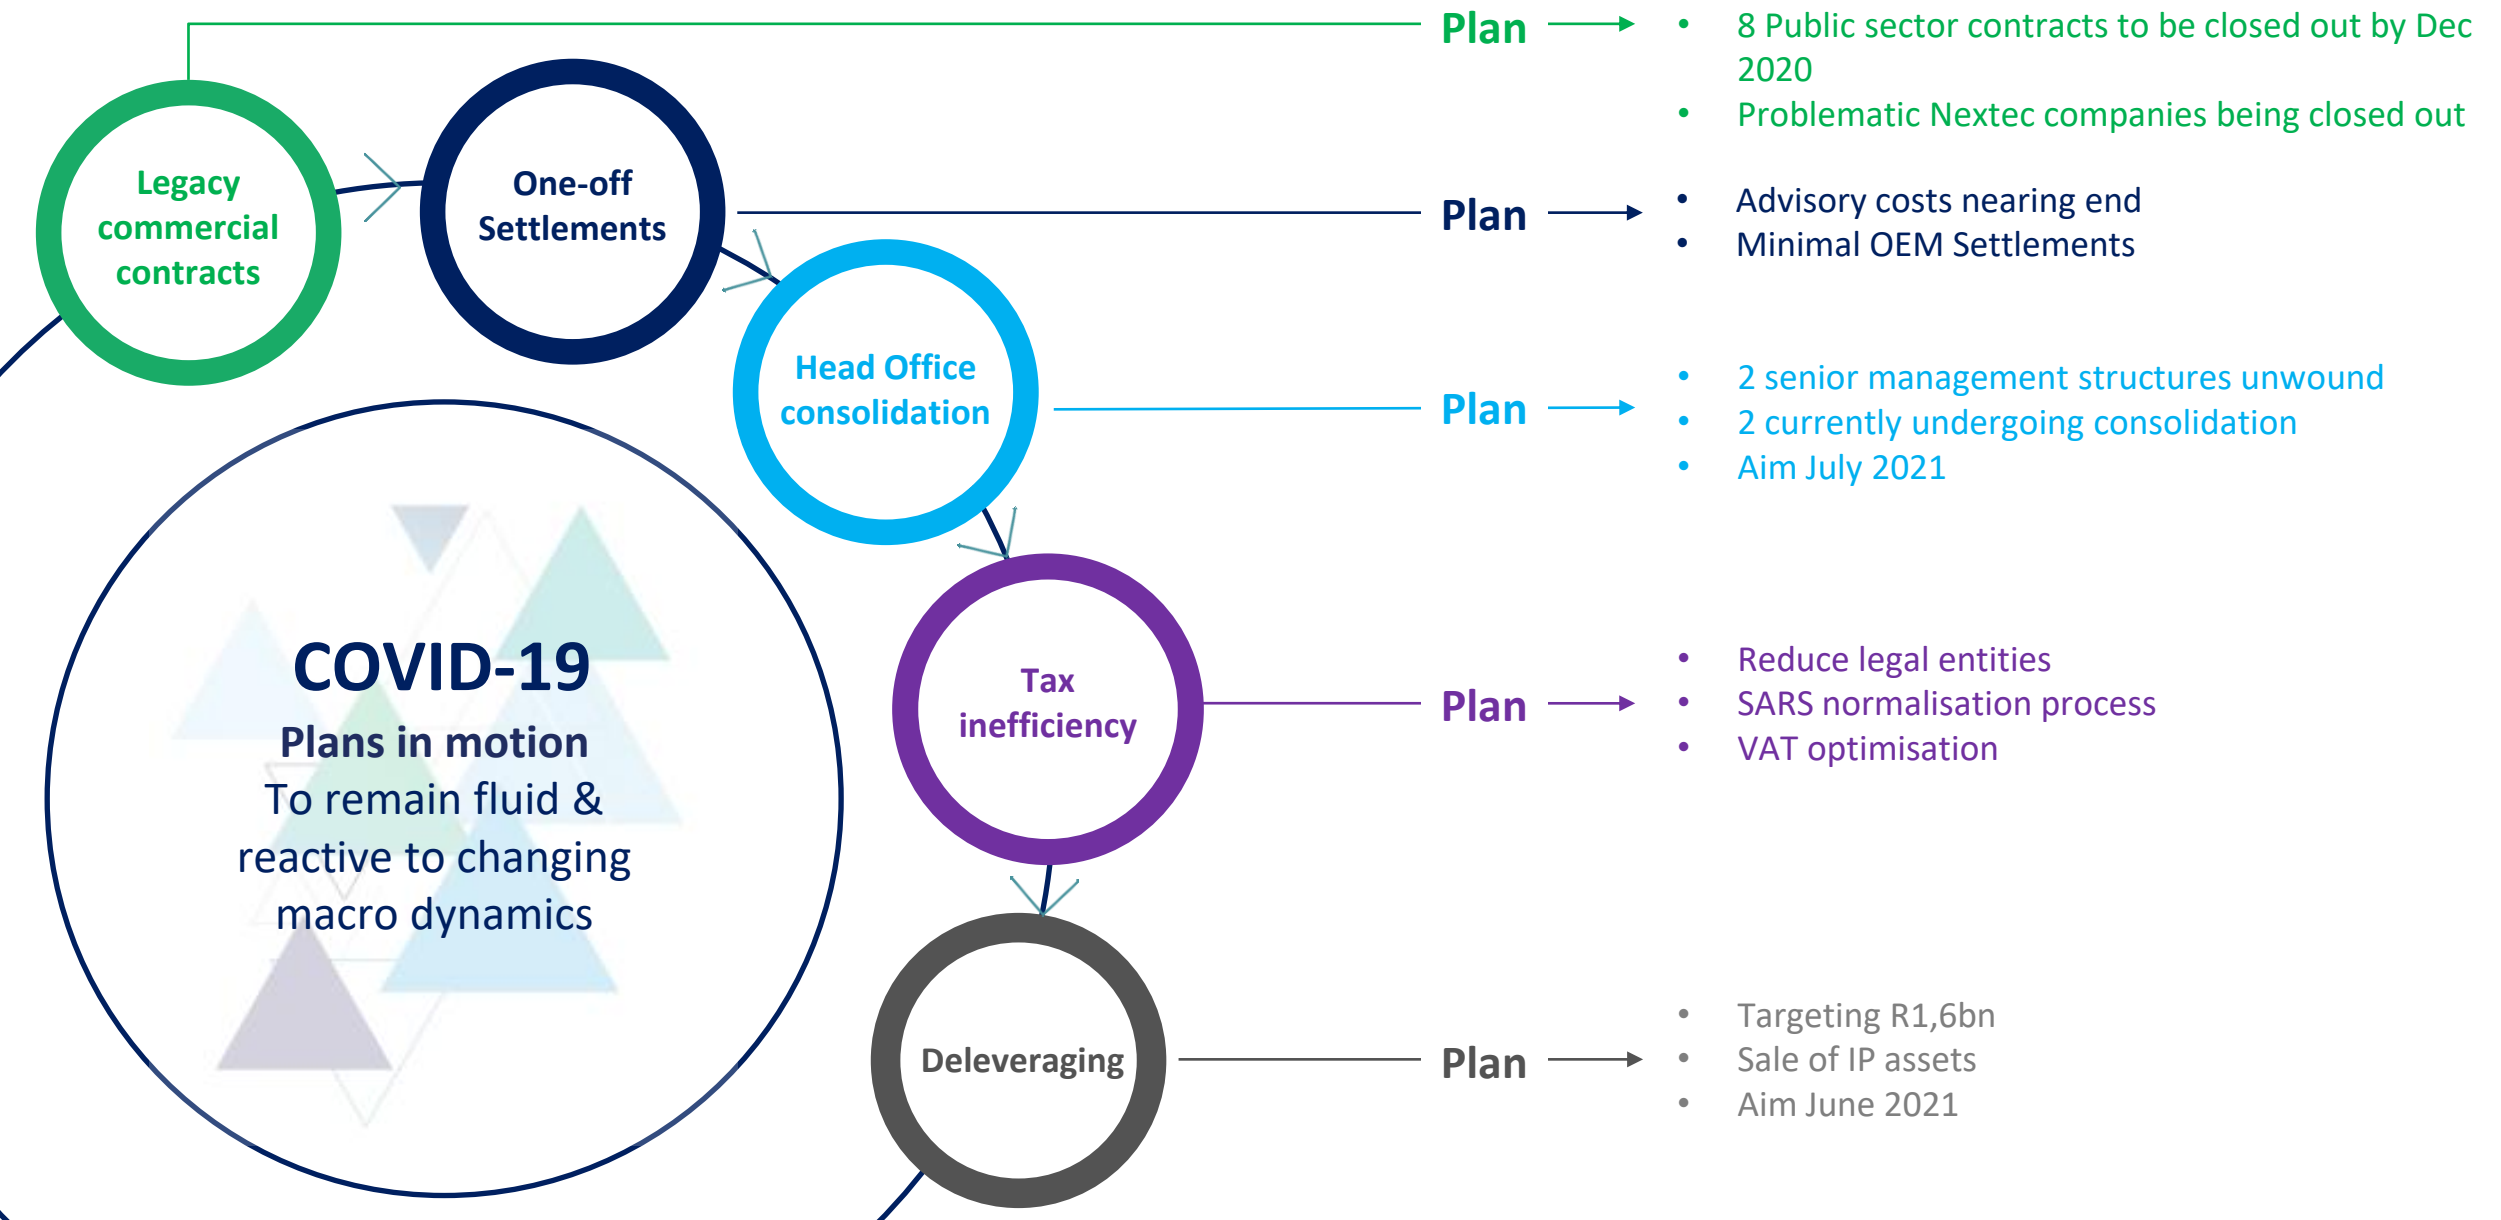 Plan
• 8 Public sector contracts to be closed out by Dec
2020
• Problematic Nextec companies being closed out
Legacy
commercial
contracts
One-off
Settlements
Plan
• Advisory costs nearing end
• Minimal OEM Settlements
Head Office
consolidation
Plan
• 2 senior management structures unwound
• 2 currently undergoing consolidation
• Aim July 2021
COVID-19
Plans in motion
To remain fluid &
reactive to changing
macro dynamics
Tax
inefficiency
Plan
• Reduce legal entities
• SARS normalisation process
• VAT optimisation
Deleveraging
Plan
• Targeting R1,6bn
• Sale of IP assets
• Aim June 2021